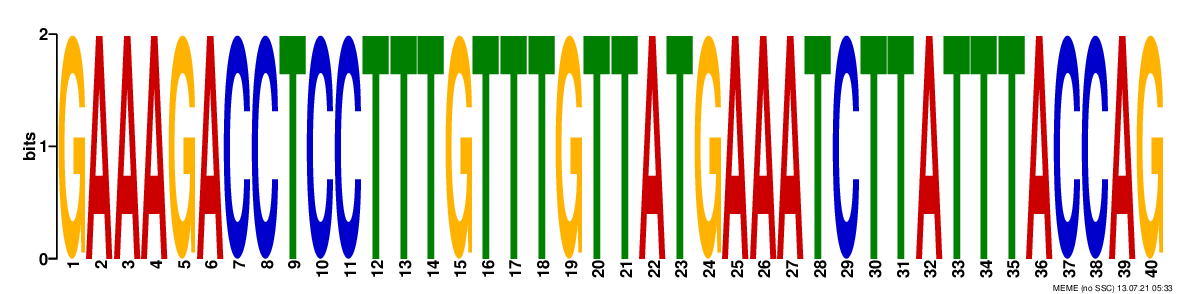 2
bits
1
0
GAAAGACCTCCTTTGTTTGTTATGAAATCTTATTTACCAG
1 2 3 4 5 6 7 8 9 10 11 12 13 14 15 16 17 18 19 20 21 22 23 24 25 26 27 28 29 30 31 32 33 34 35 36 37 38 39 40
MEME (no SSC) 13.07.21 05:33